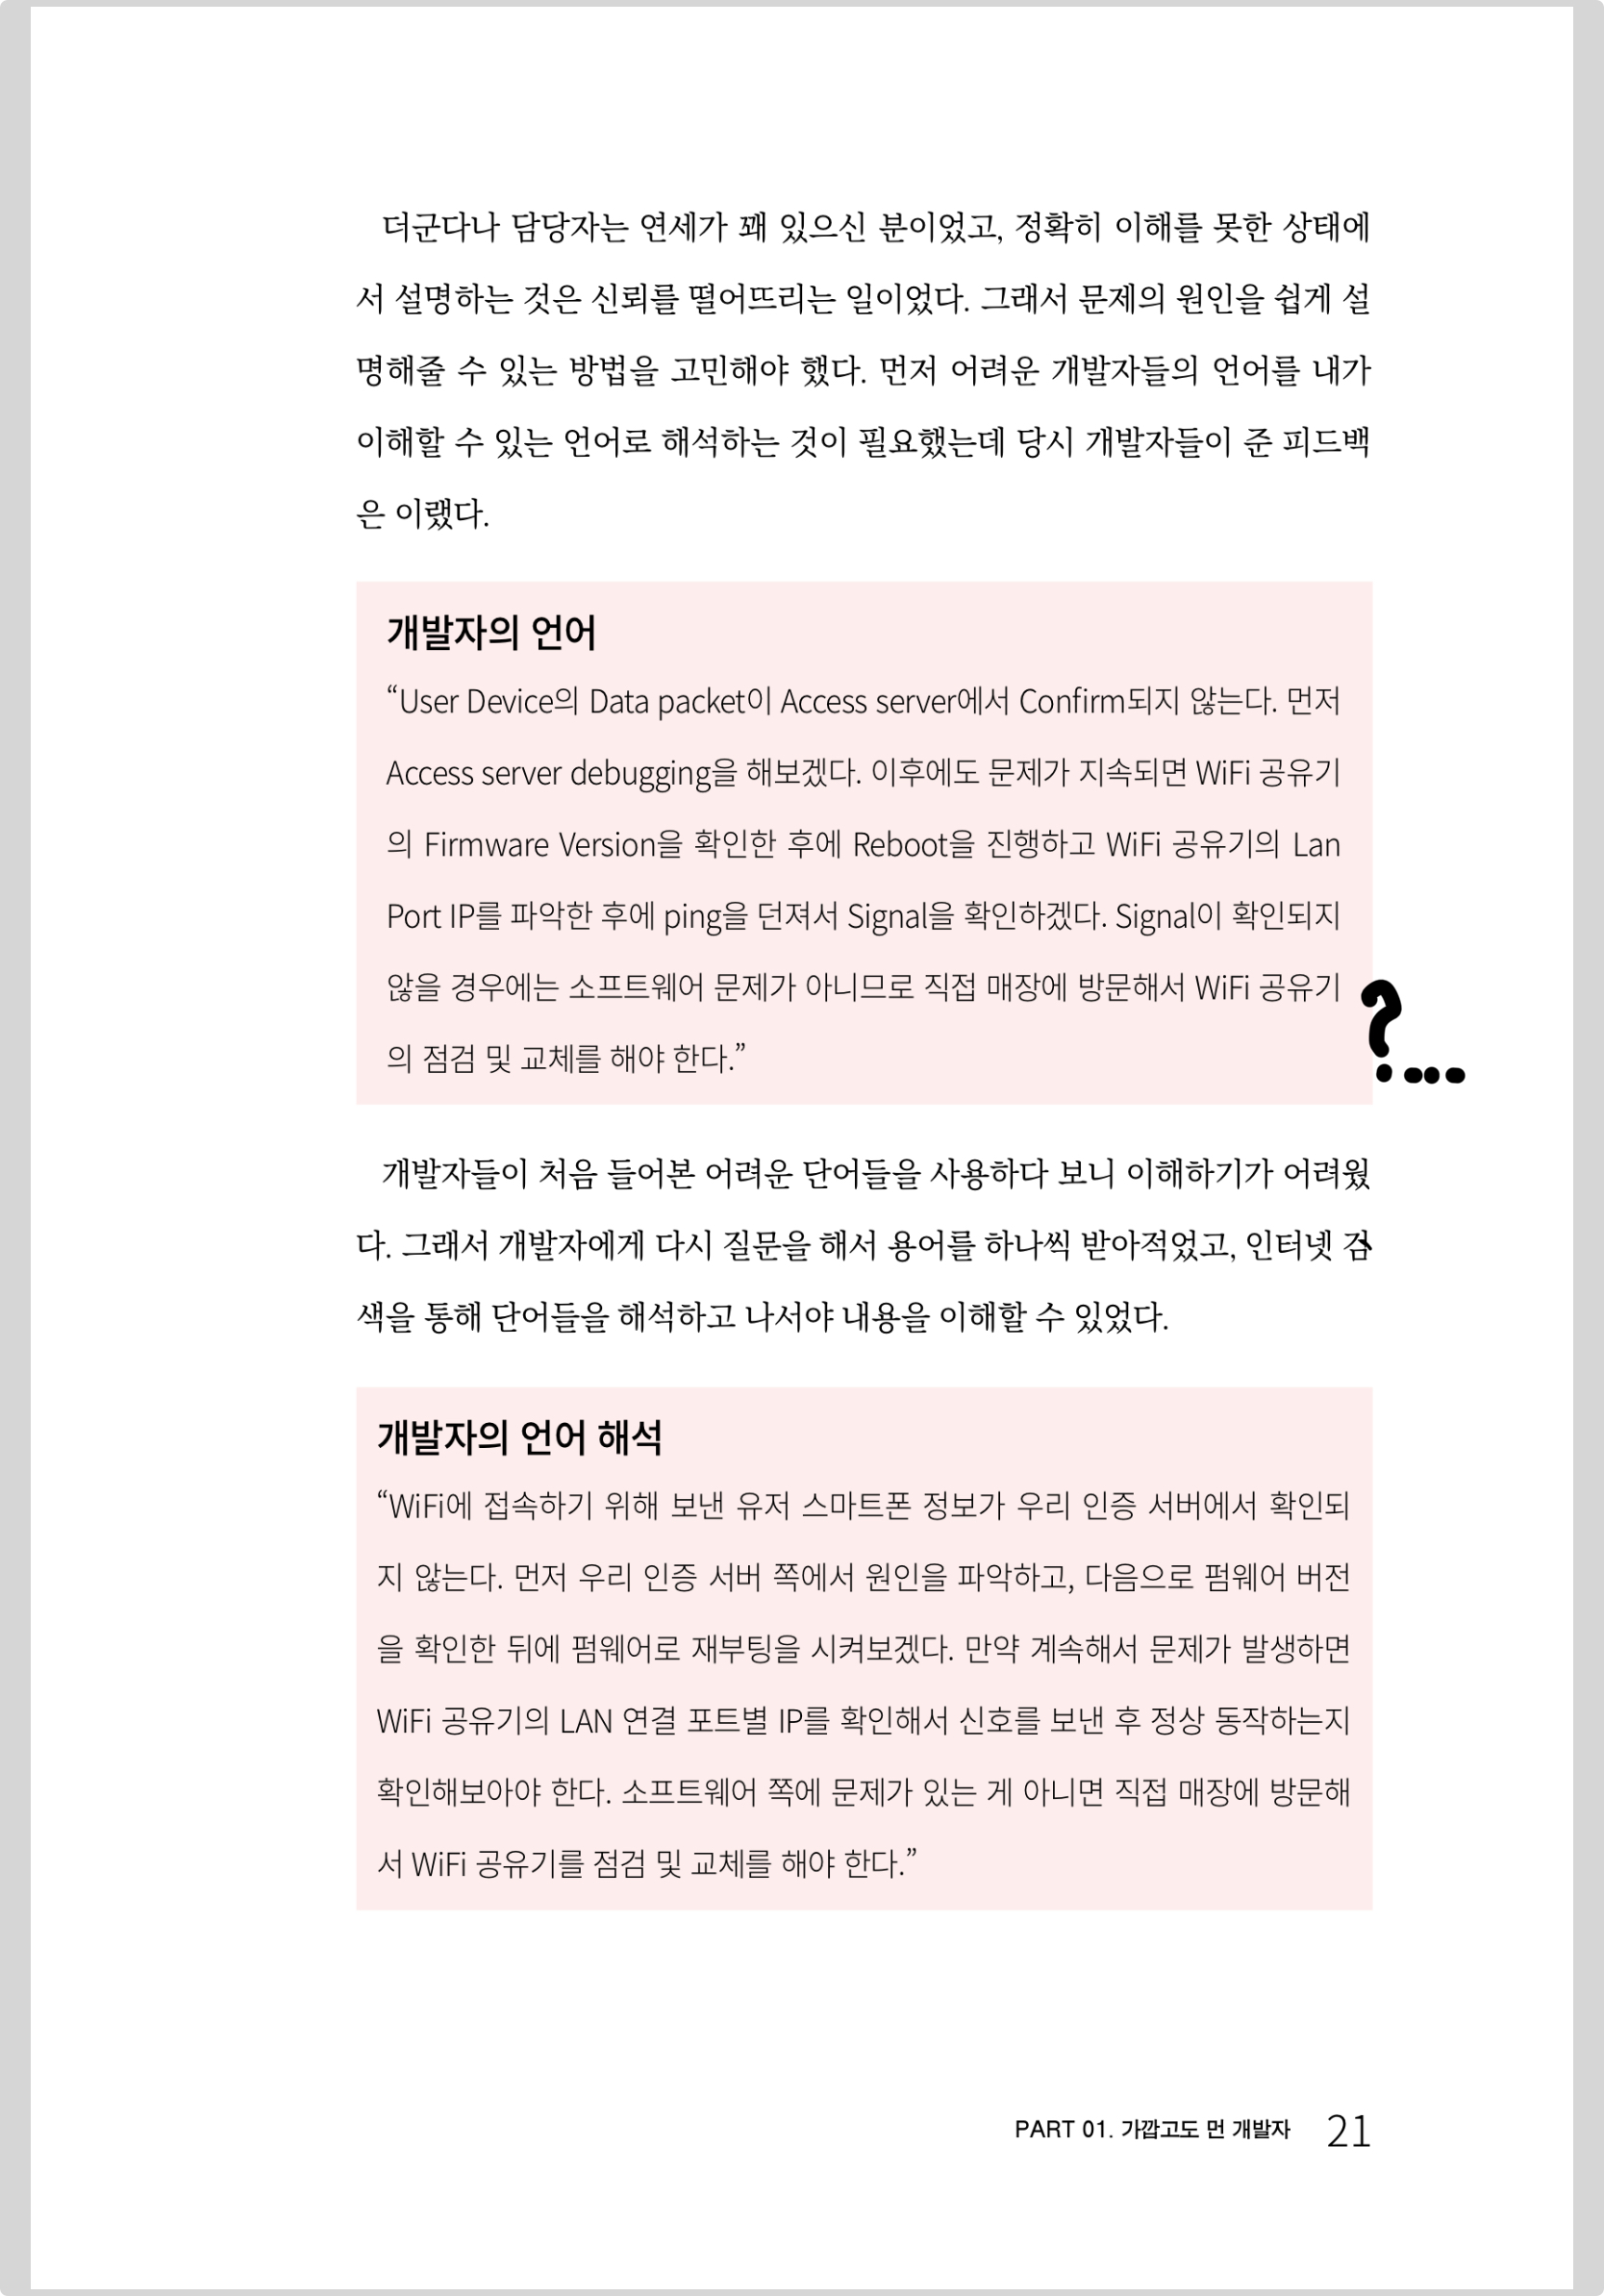 더군다나 담당자는 연세가 꽤 있으신 분이었고, 정확히 이해를 못한 상태에
서 설명하는 것은 신뢰를 떨어뜨리는 일이었다. 그래서 문제의 원인을 쉽게 설
명해줄 수 있는 방법을 고민해야 했다. 먼저 어려운 개발자들의 언어를 내가
이해할 수 있는 언어로 해석하는 것이 필요했는데 당시 개발자들이 준 피드백
은 이랬다.
개발자의 언어
“User Device의 Data packet이 Access server에서 Confirm되지 않는다. 먼저
Access server debugging을 해보겠다. 이후에도 문제가 지속되면 WiFi 공유기
의 Firmware Version을 확인한 후에 Reboot을 진행하고 WiFi 공유기의 Lan
Port IP를 파악한 후에 ping을 던져서 Signal을 확인하겠다. Signal이 확인되지
않을 경우에는 소프트웨어 문제가 아니므로 직접 매장에 방문해서 WiFi 공유기
의 점검 및 교체를 해야 한다.”
?...
개발자들이 처음 들어본 어려운 단어들을 사용하다 보니 이해하기가 어려웠
다. 그래서 개발자에게 다시 질문을 해서 용어를 하나씩 받아적었고, 인터넷 검
색을 통해 단어들을 해석하고 나서야 내용을 이해할 수 있었다.
개발자의 언어 해석
“WiFi에 접속하기 위해 보낸 유저 스마트폰 정보가 우리 인증 서버에서 확인되
지 않는다. 먼저 우리 인증 서버 쪽에서 원인을 파악하고, 다음으로 펌웨어 버전
을 확인한 뒤에 펌웨어로 재부팅을 시켜보겠다. 만약 계속해서 문제가 발생하면
WiFi 공유기의 LAN 연결 포트별 IP를 확인해서 신호를 보낸 후 정상 동작하는지
확인해보아야 한다. 소프트웨어 쪽에 문제가 있는 게 아니면 직접 매장에 방문해
서 WiFi 공유기를 점검 및 교체를 해야 한다.”
PART 01. 가깝고도 먼 개발자 21